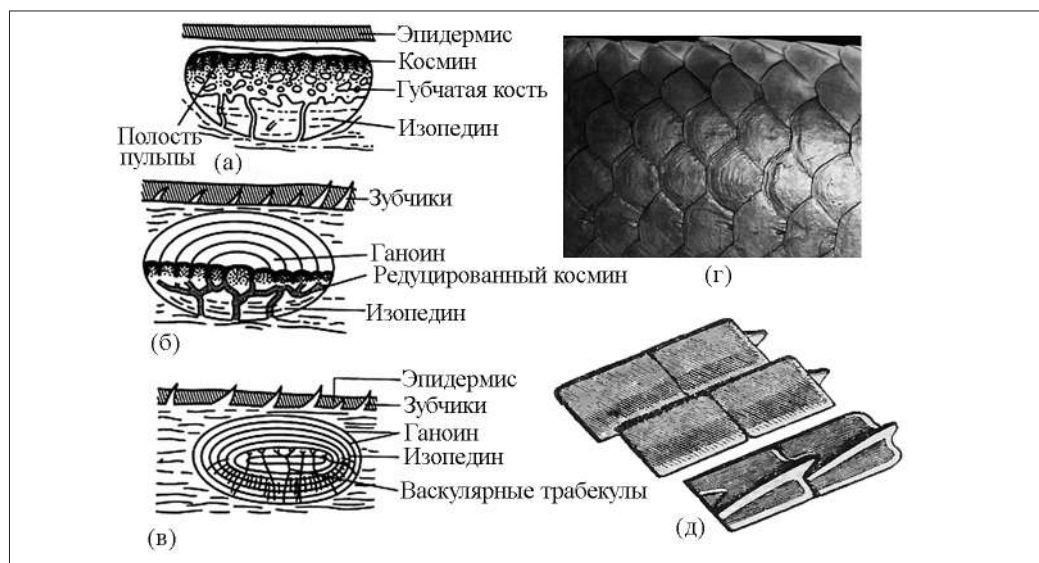 Эпидермис
Космин
Губчатая кость
Изопедин
Полость
пульпы
(а)
Зубчики
Ганоин
Редуцированный космин
Изопедин
(б)
Эпидермис
Зубчики
Ганоин
Изопедин
Васкулярные трабекулы
(в)
(г)
(д)